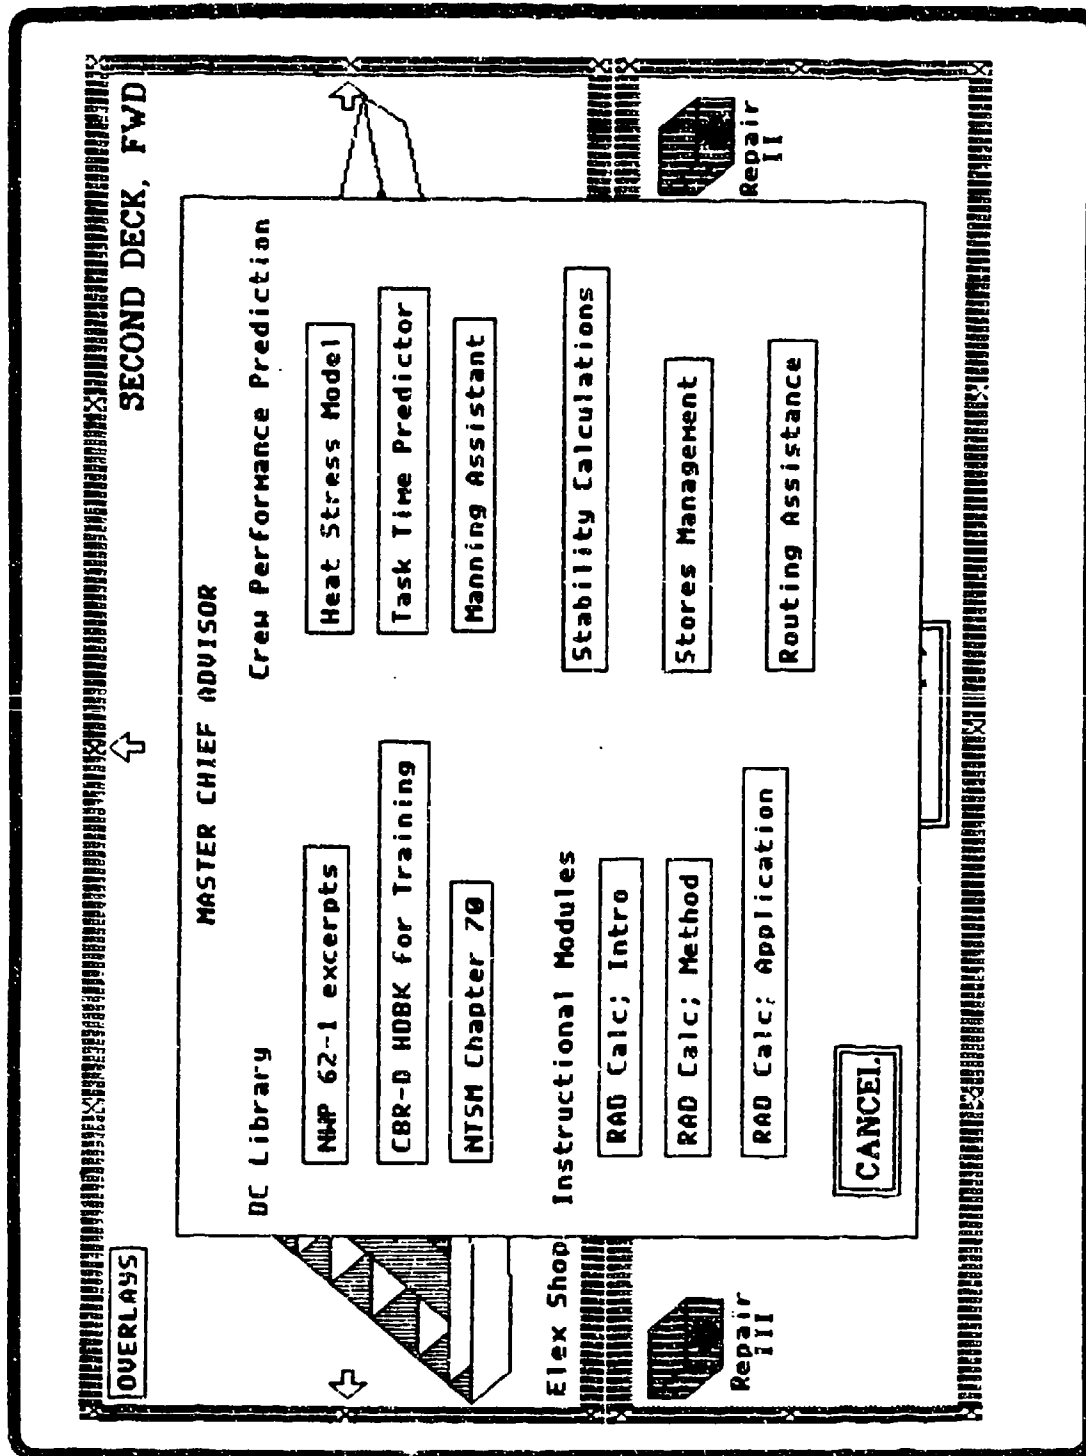 OVERLAYS
SECOND DECK, FWD
MASTER CHIEF ADVISOR
DC Library
NWP 62-1 excerpts
CBR-D HDBK for Training
NTSM Chapter 70
Crew Performance Prediction
Heat Stress Model
Task Time Predictor
Manning Assistant
Instructional Modules
RAD Calc; Intro
RAD Calc; Method
RAD Calc; Application
Stability Calculations
Stores Management
Routing Assistance
CANCEL
Elex Shop
Repair
III
Repair
II